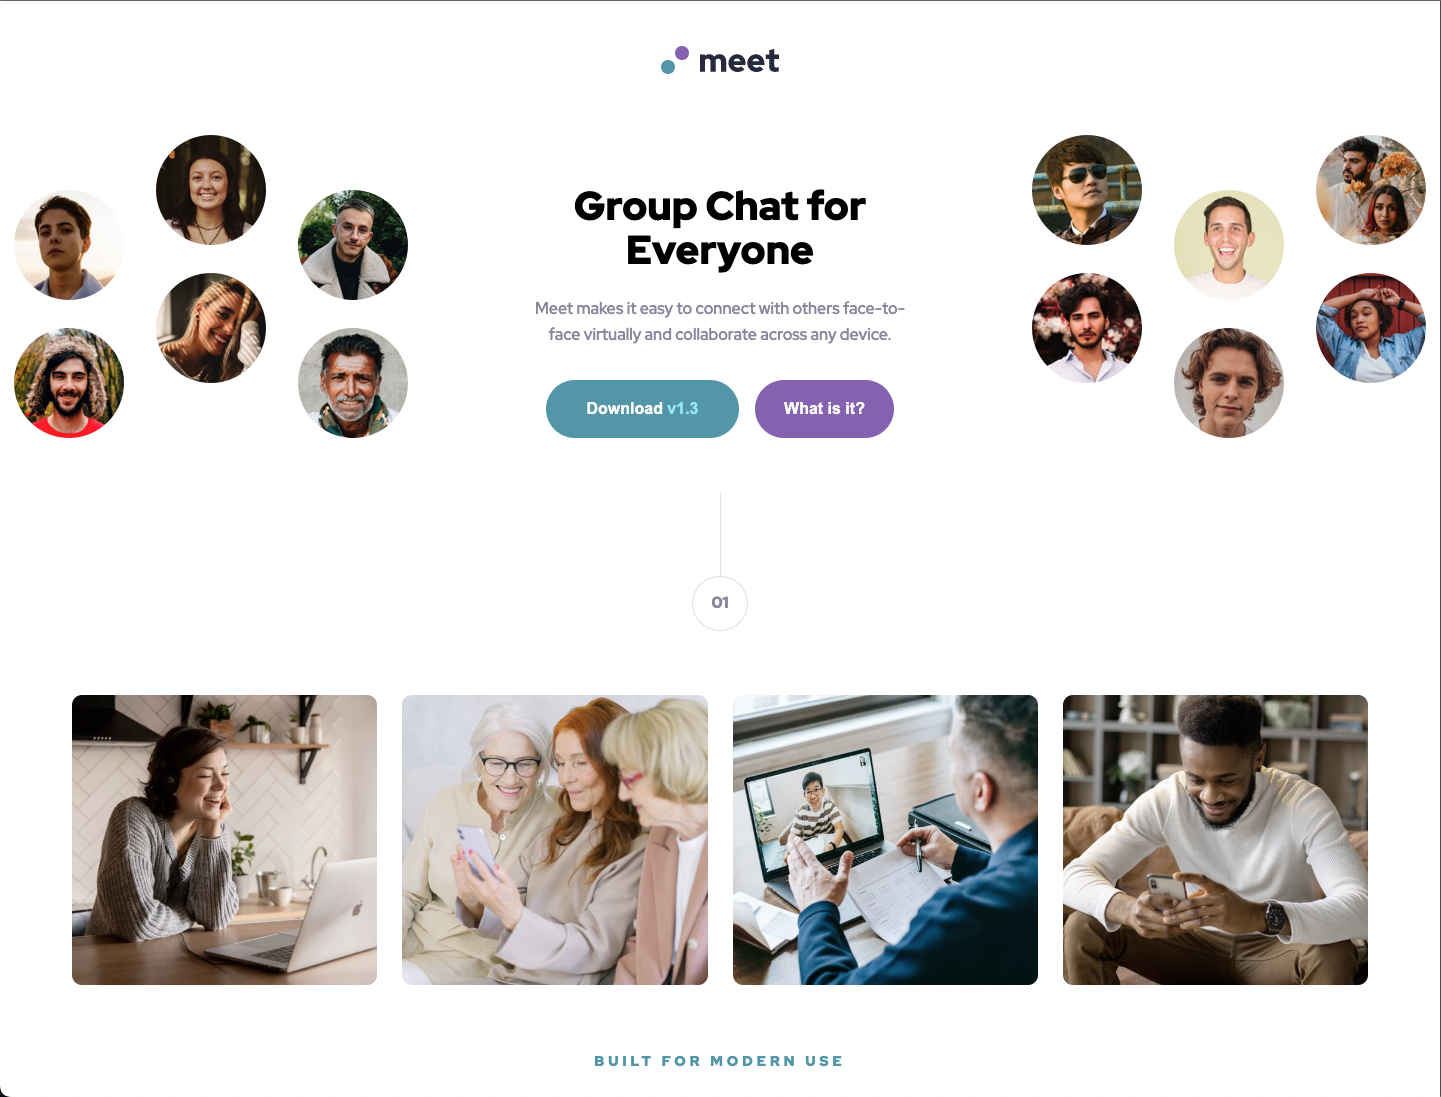 meet
Group Chat for
Everyone
Meet makes it easy to connect with others face-to-
face virtually and collaborate across any device.
Download v1.3
What is it?
01
BUILT FOR MODERN USE